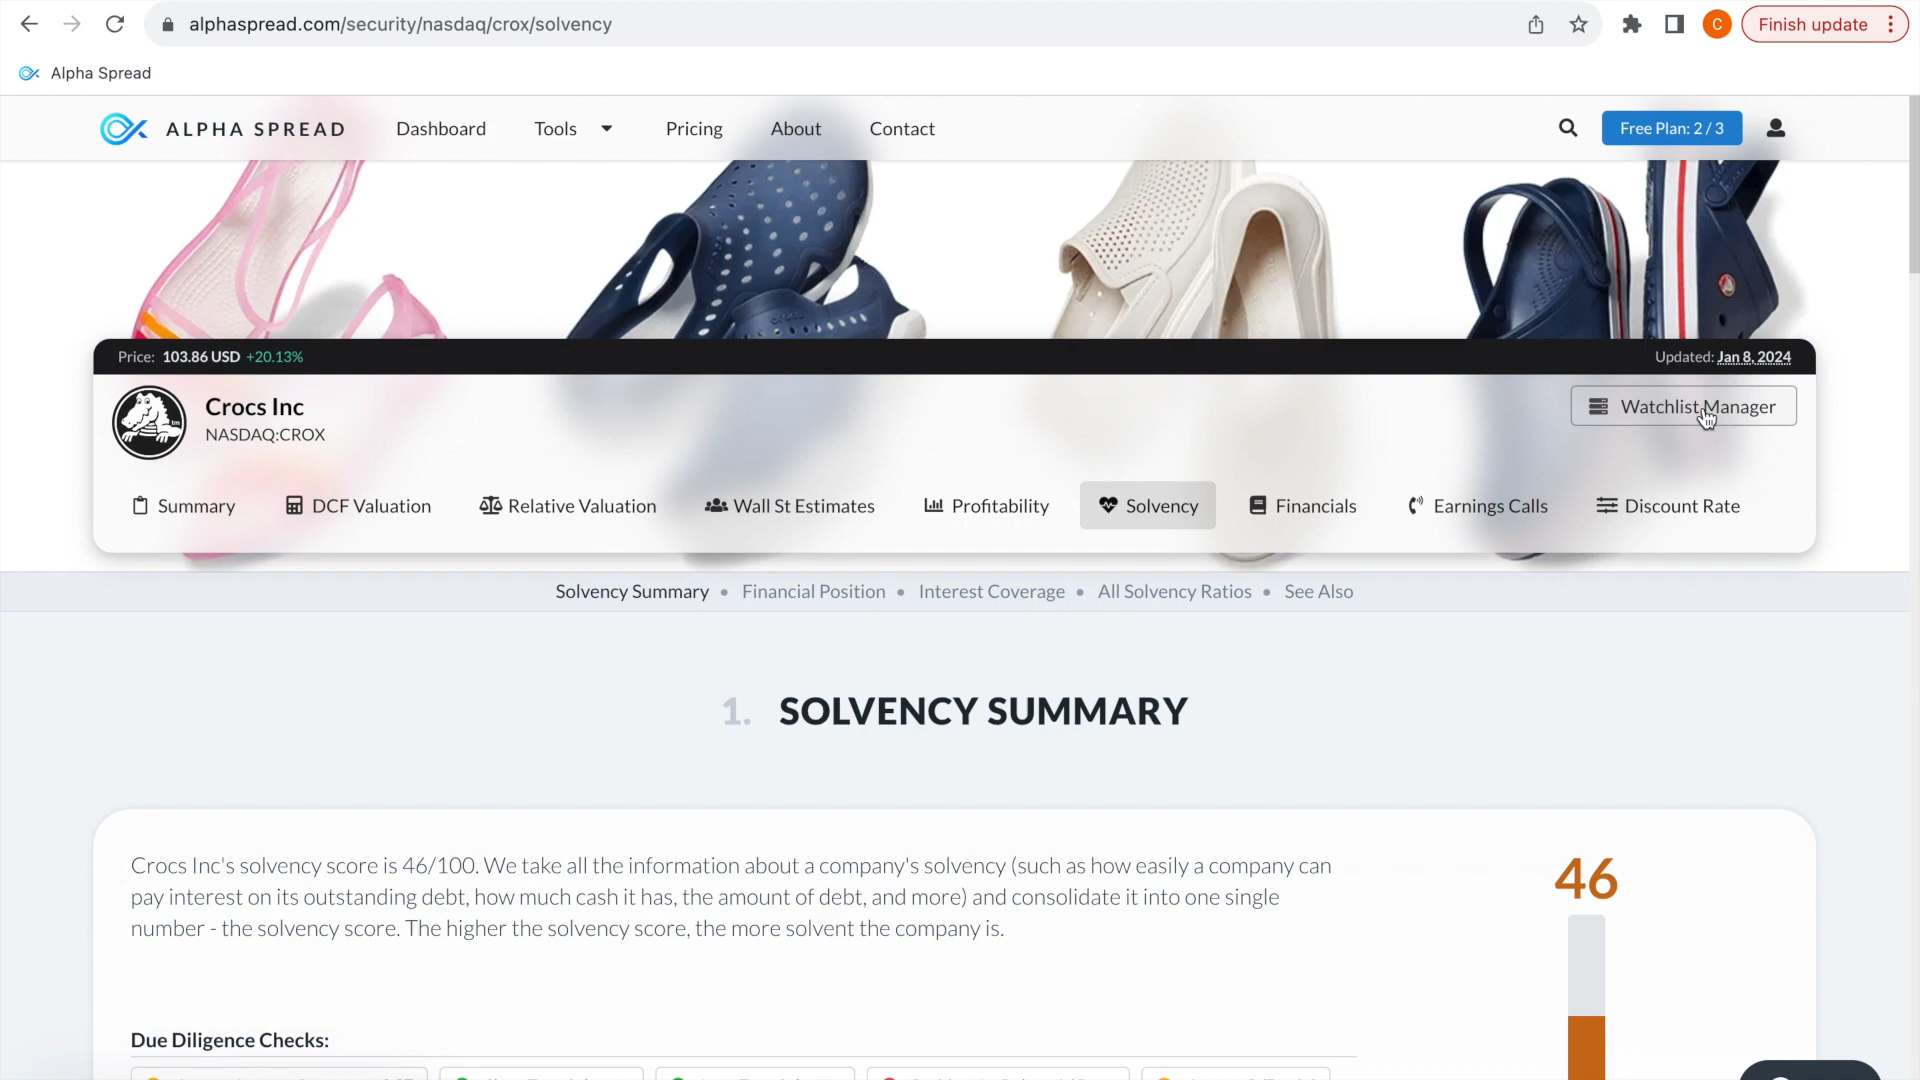 alphaspread.com/security/nasdaq/crox/solvency
C
Finish update
Alpha Spread
ALPHA SPREAD
Dashboard
Tools
Pricing
About
Contact
Free Plan: 2 / 3
Price: 103.86 USD +20.13%
Updated: Jan 8, 2024
Crocs Inc
NASDAQ:CROX
Watchlist Manager
Summary
DCF Valuation
Relative Valuation
Wall St Estimates
Profitability
Solvency
Financials
Earnings Calls
Discount Rate
Solvency Summary • Financial Position • Interest Coverage • All Solvency Ratios • See Also
1. SOLVENCY SUMMARY
Crocs Inc's solvency score is 46/100. We take all the information about a company's solvency (such as how easily a company can
pay interest on its outstanding debt, how much cash it has, the amount of debt, and more) and consolidate it into one single
number - the solvency score. The higher the solvency score, the more solvent the company is.
46
Due Diligence Checks: